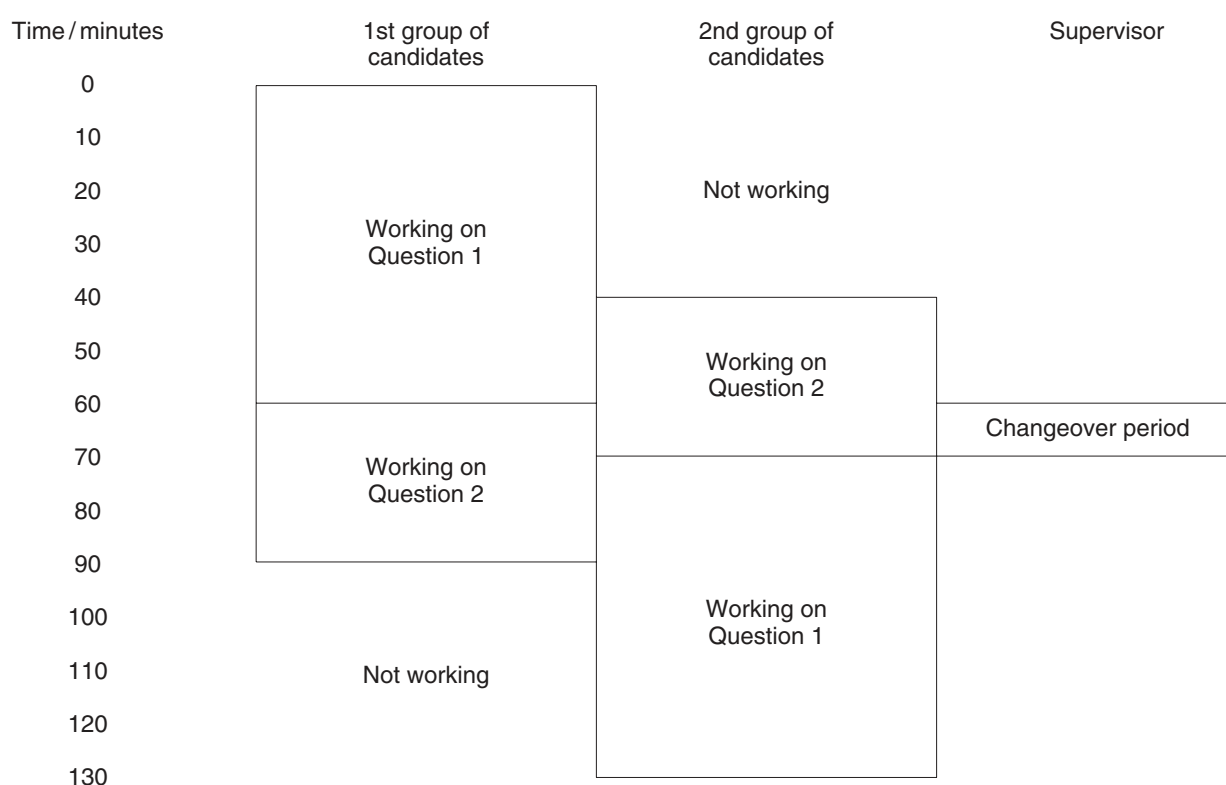 Time / minutes
1st group of
candidates
2nd group of
candidates
Supervisor
0
10
20
Not working
Working on
Question 1
30
40
50
Working on
Question 2
60
Changeover period
70
Working on
Question 2
80
90
100
Working on
Question 1
110
Not working
120
130